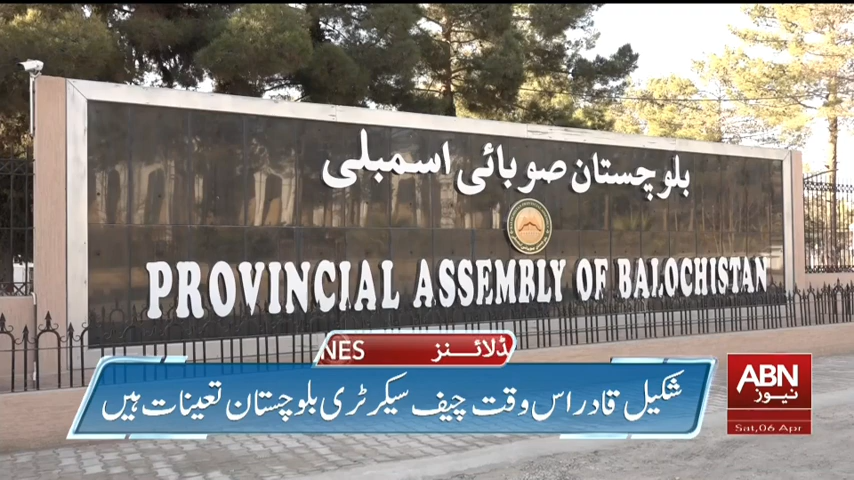 بلوچستان صوبائی اسمبلی
PROVINCIAL ASSEMBLY OF BALOCHISTAN
NES ڈلائنز
شکیل قادر اس وقت چیف سیکرٹری بلوچستان تعینات ہیں
ABN
نیوز
Sat,06 Apr